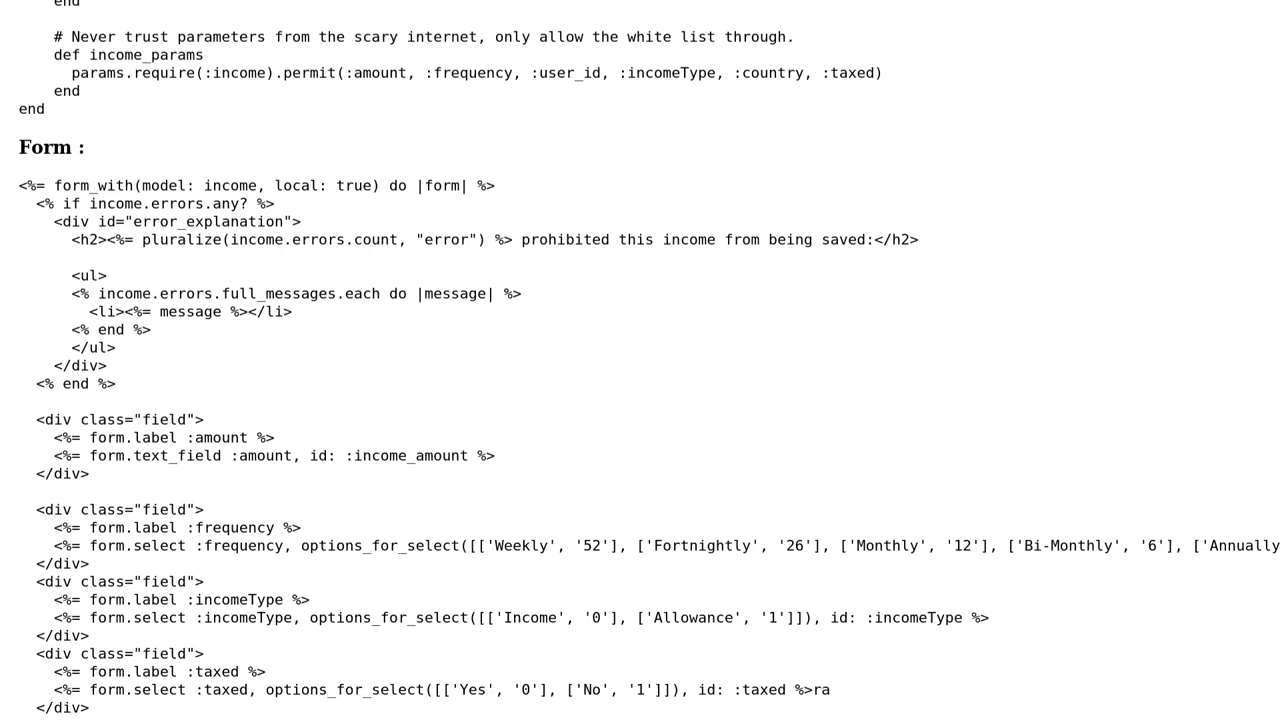 end

    # Never trust parameters from the scary internet, only allow the white list through.
    def income_params
      params.require(:income).permit(:amount, :frequency, :user_id, :incomeType, :country, :taxed)
    end
end
Form :
<%= form_with(model: income, local: true) do |form| %>
  <% if income.errors.any? %>
    <div id="error_explanation">
      <h2><%= pluralize(income.errors.count, "error") %> prohibited this income from being saved:</h2>

      <ul>
      <% income.errors.full_messages.each do |message| %>
        <li><%= message %></li>
      <% end %>
      </ul>
    </div>
  <% end %>

  <div class="field">
    <%= form.label :amount %>
    <%= form.text_field :amount, id: :income_amount %>
  </div>

  <div class="field">
    <%= form.label :frequency %>
    <%= form.select :frequency, options_for_select([['Weekly', '52'], ['Fortnightly', '26'], ['Monthly', '12'], ['Bi-Monthly', '6'], ['Annually
  </div>
  <div class="field">
    <%= form.label :incomeType %>
    <%= form.select :incomeType, options_for_select([['Income', '0'], ['Allowance', '1']]), id: :incomeType %>
  </div>
  <div class="field">
    <%= form.label :taxed %>
    <%= form.select :taxed, options_for_select([['Yes', '0'], ['No', '1']]), id: :taxed %>ra
  </div>